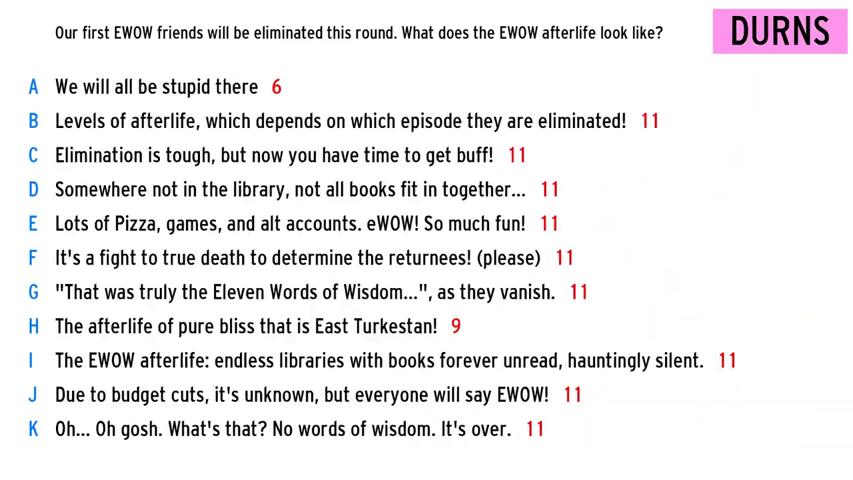 Our first EWOW friends will be eliminated this round. What does the EWOW afterlife look like?
DURNS
A We will all be stupid there 6
B Levels of afterlife, which depends on which episode they are eliminated! 11
C Elimination is tough, but now you have time to get buff! 11
D Somewhere not in the library, not all books fit in together... 11
E Lots of Pizza, games, and alt accounts. eWOW! So much fun! 11
F It's a fight to true death to determine the returnees! (please) 11
G "That was truly the Eleven Words of Wisdom...", as they vanish. 11
H The afterlife of pure bliss that is East Turkestan! 9
I The EWOW afterlife: endless libraries with books forever unread, hauntingly silent. 11
J Due to budget cuts, it's unknown, but everyone will say EWOW! 11
K Oh... Oh gosh. What's that? No words of wisdom. It's over. 11